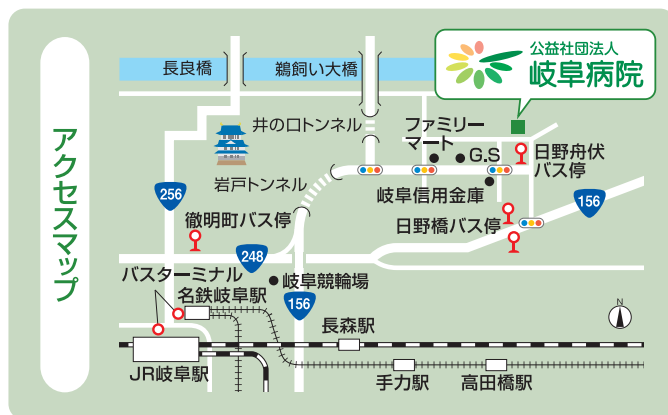 アクセスマップ
公益社団法人
岐阜病院
長良橋
鵜飼い大橋
井の口トンネル
ファミリー
マート
G.S
日野舟伏
バス停
岩戸トンネル
岐阜信用金庫
256
156
徹明町バス停
日野橋バス停
248
バスターミナル
名鉄岐阜駅
岐阜競輪場
156
N
長森駅
JR岐阜駅
手力駅
高田橋駅